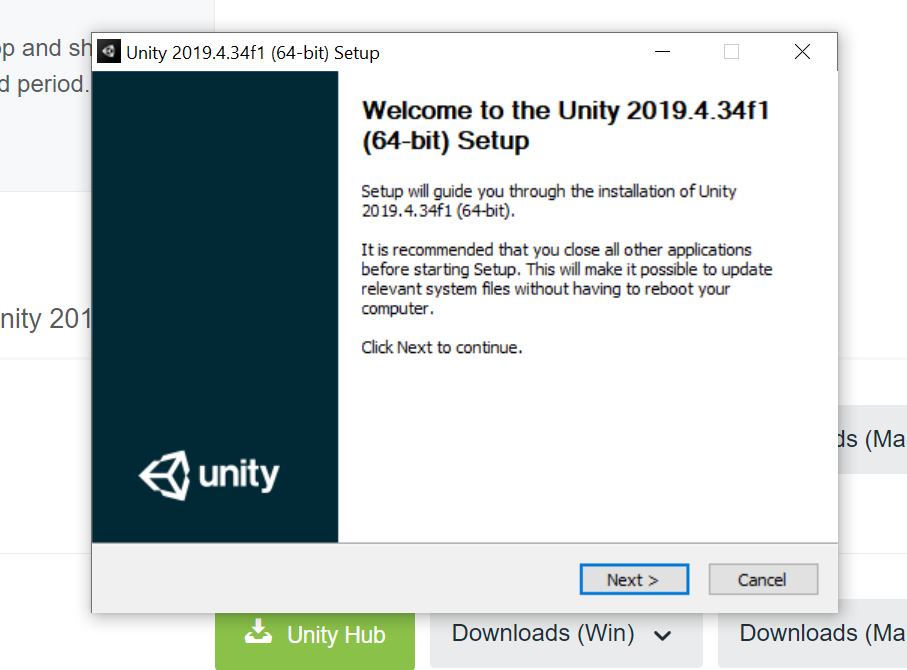 op and sh
d period.
Unity 2019.4.34f1 (64-bit) Setup
Welcome to the Unity 2019.4.34f1
(64-bit) Setup
Setup will guide you through the installation of Unity
2019.4.34f1 (64-bit).
It is recommended that you close all other applications
before starting Setup. This will make it possible to update
relevant system files without having to reboot your
computer.
Click Next to continue.
nity 201
ds (Ma
unity
Next >
Cancel
Unity Hub
Downloads (Win)
Downloads (Ma